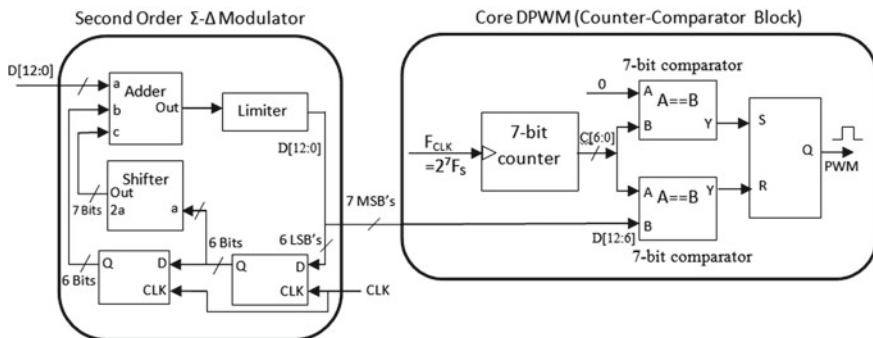 Second Order Σ-Δ Modulator
D[12:0]
a
Adder
b
Out
c
Limiter
D[12:0]
Shifter
Out
2a
a
7 Bits
7 MSB's
6 LSB's
6 Bits
Q
D
CLK
6 Bits
Q
D
CLK
CLK
Core DPWM (Counter-Comparator Block)
7-bit comparator
0
A
A==B
B
Y
F_CLK
=2⁷Fs
7-bit
counter
C[6:0]
A
A==B
Y
B
D[12:6]
7-bit comparator
S
Q
R
PWM